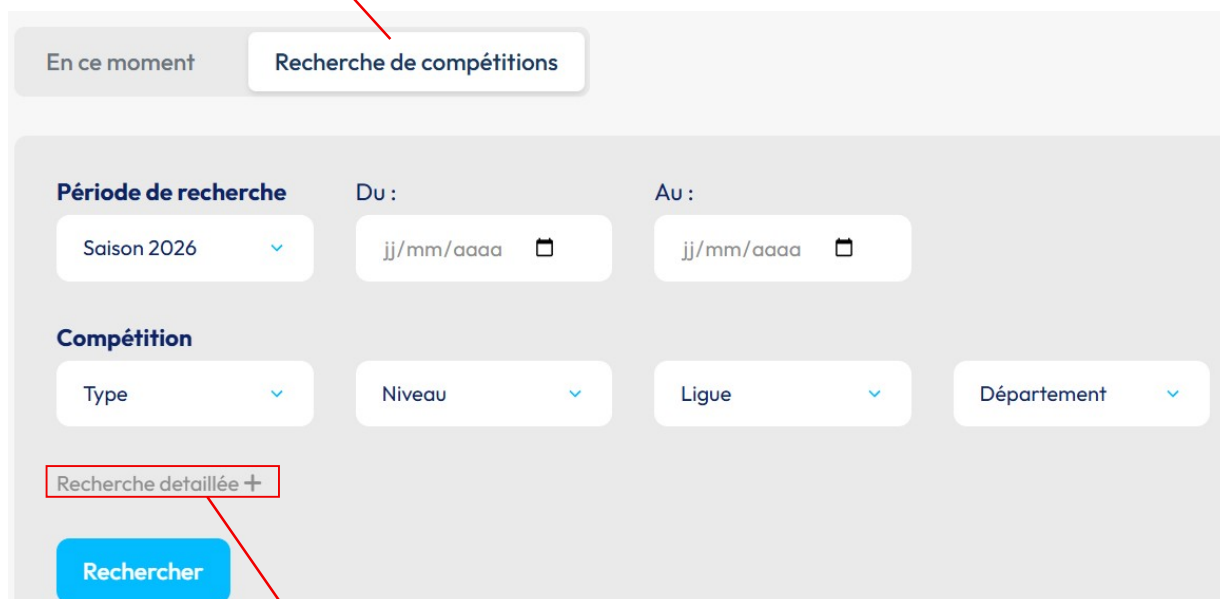 En ce moment Recherche de compétitions
Période de recherche Du : Au :
Saison 2026 jj/mm/aaaa jj/mm/aaaa
Compétition
Type Niveau Ligue Département
Recherche detaillée +
Rechercher